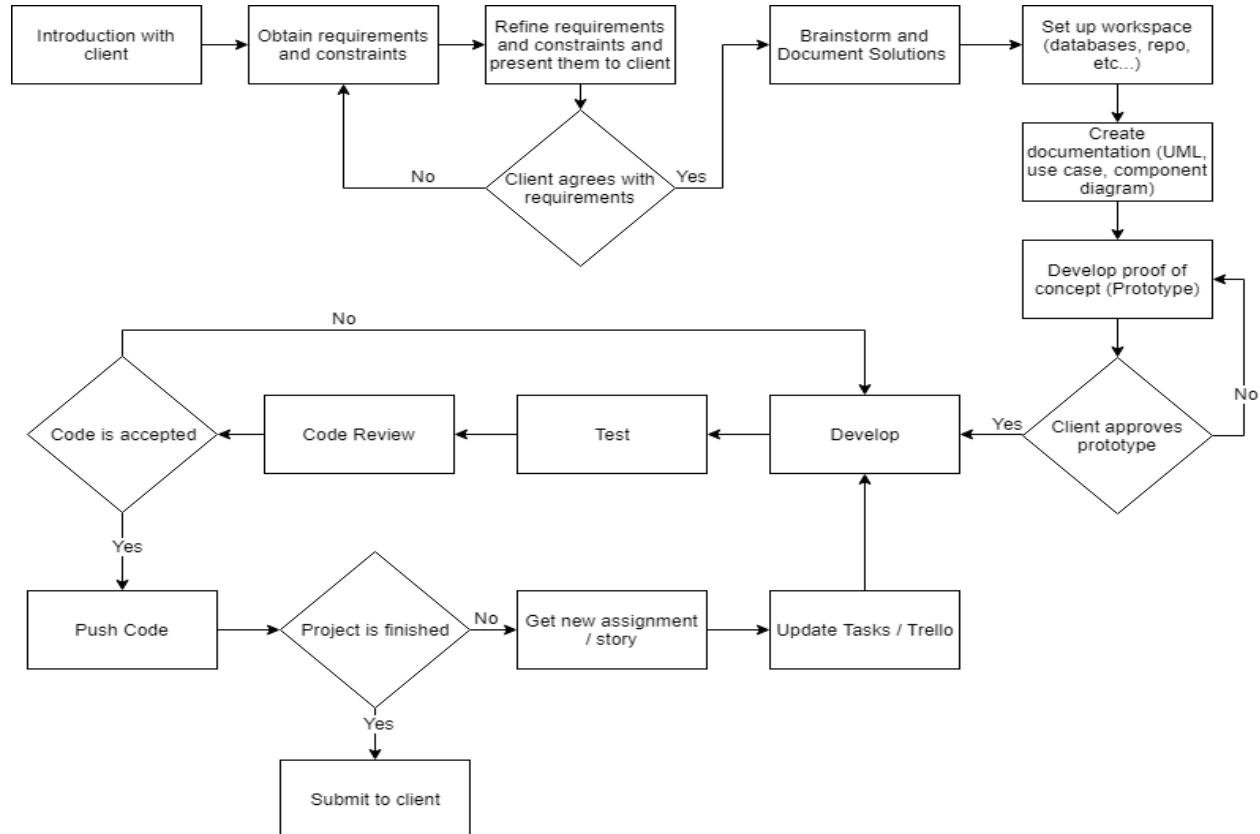 Introduction with
client
Obtain requirements
and constraints
Refine requirements
and constraints and
present them to client
Brainstorm and
Document Solutions
Set up workspace
(databases, repo,
etc...)
Create
documentation (UML,
use case, component
diagram)
No
Client agrees with
requirements
Yes
Develop proof of
concept (Prototype)
No
Client approves
prototype
Yes
Develop
Test
Code Review
Code is accepted
No
Yes
Push Code
Project is finished
No
Get new assignment
/ story
Update Tasks / Trello
Yes
Submit to client